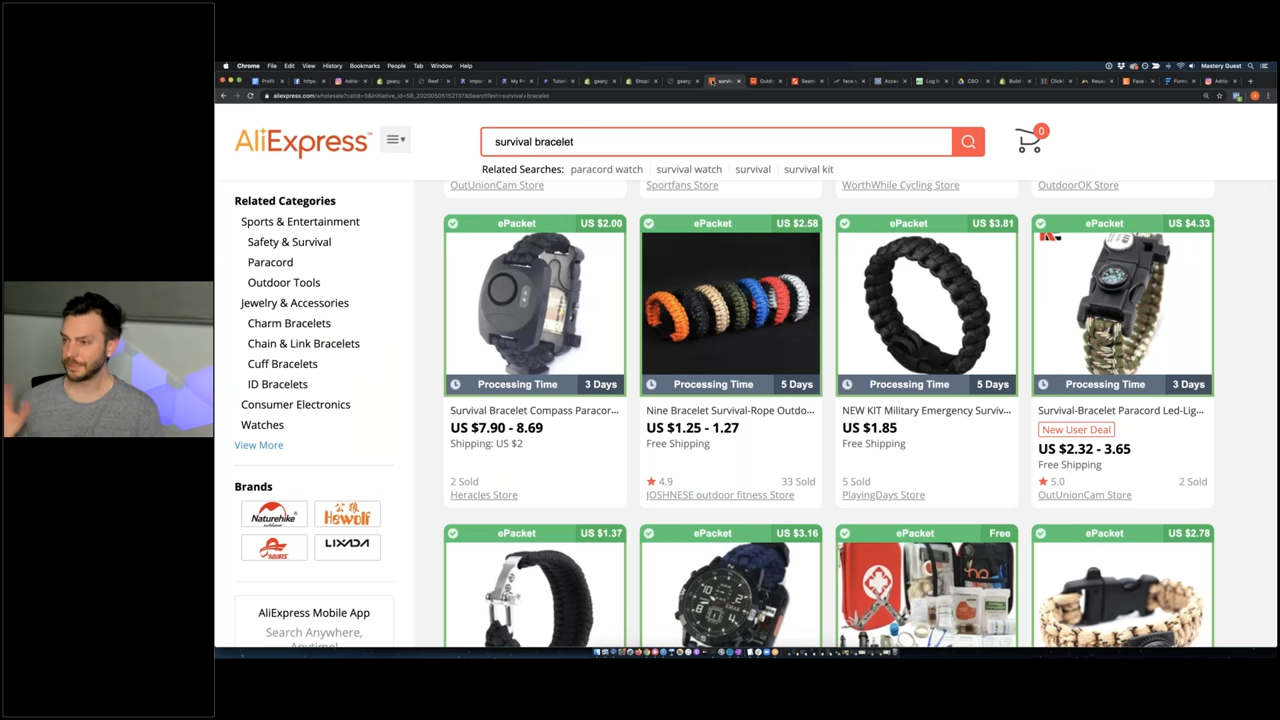 Chrome File Edit View History Bookmarks People Tab Window Help
Mastery Guest
aliexpress.com/wholesale?catId=0&initiative_id=SB_20200505152137&SearchText=survival+bracelet
AliExpress™
survival bracelet
0
Related Searches: paracord watch survival watch survival survival kit
OutUnionCam Store
Sportfans Store
WorthWhile Cycling Store
OutdoorOK Store
Related Categories
Sports & Entertainment
Safety & Survival
Paracord
Outdoor Tools
Jewelry & Accessories
Charm Bracelets
Chain & Link Bracelets
Cuff Bracelets
ID Bracelets
Consumer Electronics
Watches
View More
Brands
Naturehike
公狼
Hewolf
LIXADA
AliExpress Mobile App
Search Anywhere,
Anytime!
ePacket US $2.00
Processing Time 3 Days
Survival Bracelet Compass Paracor...
US $7.90 - 8.69
Shipping: US $2
2 Sold
Heracles Store
ePacket US $2.58
Processing Time 5 Days
Nine Bracelet Survival-Rope Outdo...
US $1.25 - 1.27
Free Shipping
4.9 33 Sold
JOSHNESE outdoor fitness Store
ePacket US $3.81
Processing Time 5 Days
NEW KIT Military Emergency Surviv...
US $1.85
Free Shipping
5 Sold
PlayingDays Store
ePacket US $4.33
Processing Time 3 Days
Survival-Bracelet Paracord Led-Lig...
New User Deal
US $2.32 - 3.65
Free Shipping
5.0 2 Sold
OutUnionCam Store
ePacket US $1.37
ePacket US $3.16
ePacket Free
ePacket US $2.78